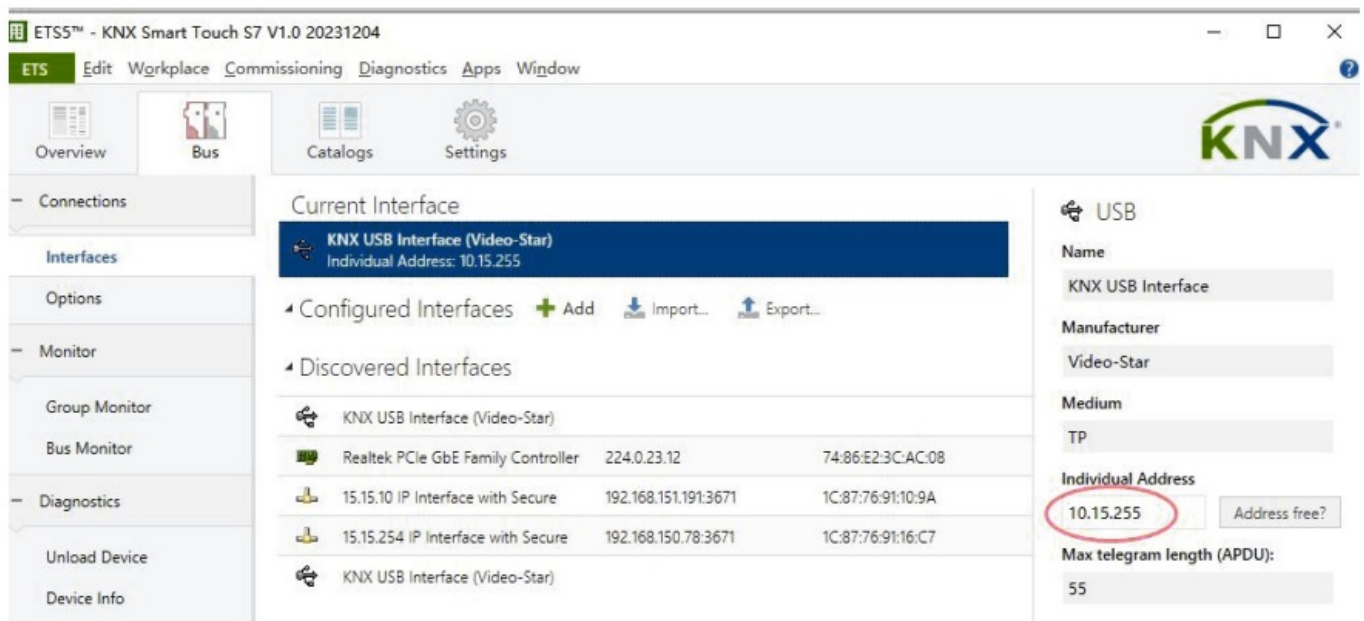 ETS5™ - KNX Smart Touch S7 V1.0 20231204
ETS Edit Workplace Commissioning Diagnostics Apps Window
Overview Bus Catalogs Settings
KNX
Connections
Interfaces
Options
Monitor
Group Monitor
Bus Monitor
Diagnostics
Unload Device
Device Info
Current Interface
KNX USB Interface (Video-Star)
Individual Address: 10.15.255
Configured Interfaces Add Import... Export...
Discovered Interfaces
KNX USB Interface (Video-Star)
Realtek PCIe GbE Family Controller 224.0.23.12 74:86:E2:3C:AC:08
15.15.10 IP Interface with Secure 192.168.151.191:3671 1C:87:76:91:10:9A
15.15.254 IP Interface with Secure 192.168.150.78:3671 1C:87:76:91:16:C7
KNX USB Interface (Video-Star)
USB
Name
KNX USB Interface
Manufacturer
Video-Star
Medium
TP
Individual Address
10.15.255 Address free?
Max telegram length (APDU):
55